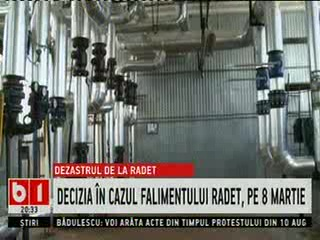 DEZASTRUL DE LA RADET
B1
DECIZIA ÎN CAZUL FALIMENTULUI RADET, PE 8 MARTIE
20:33
ȘTIRI
BĂDULESCU: VOI ARĂTA ACTE DIN TIMPUL PROTESTULUI DIN 10 AUG